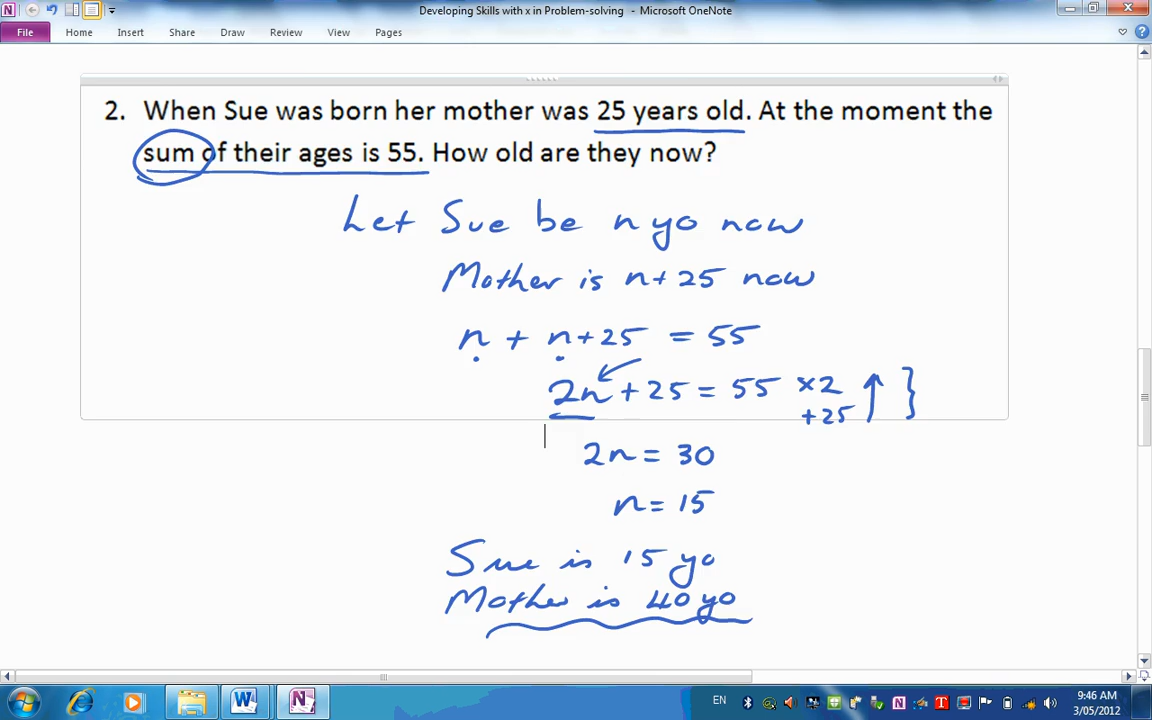 Developing Skills with x in Problem-solving - Microsoft OneNote
File Home Insert Share Draw Review View Pages
2. When Sue was born her mother was 25 years old. At the moment the
sum of their ages is 55. How old are they now?
Let Sue be n yo now
Mother is n+25 now
n + n+25 = 55
2n+25 = 55 ×2
+25
2n = 30
n = 15
Sue is 15 yo
Mother is 40 yo
EN 9:46 AM
3/05/2012